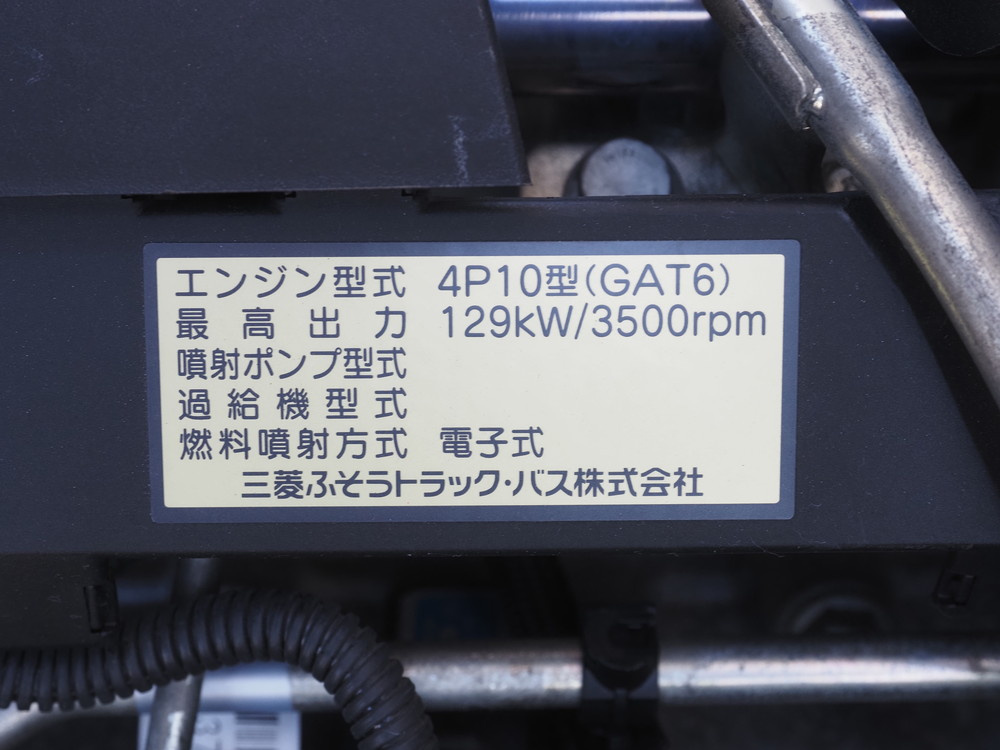 エンジン型式 4P10型(GAT6)
最高出力 129kW/3500rpm
噴射ポンプ型式
過給機型式
燃料噴射方式 電子式
三菱ふそうトラック・バス株式会社